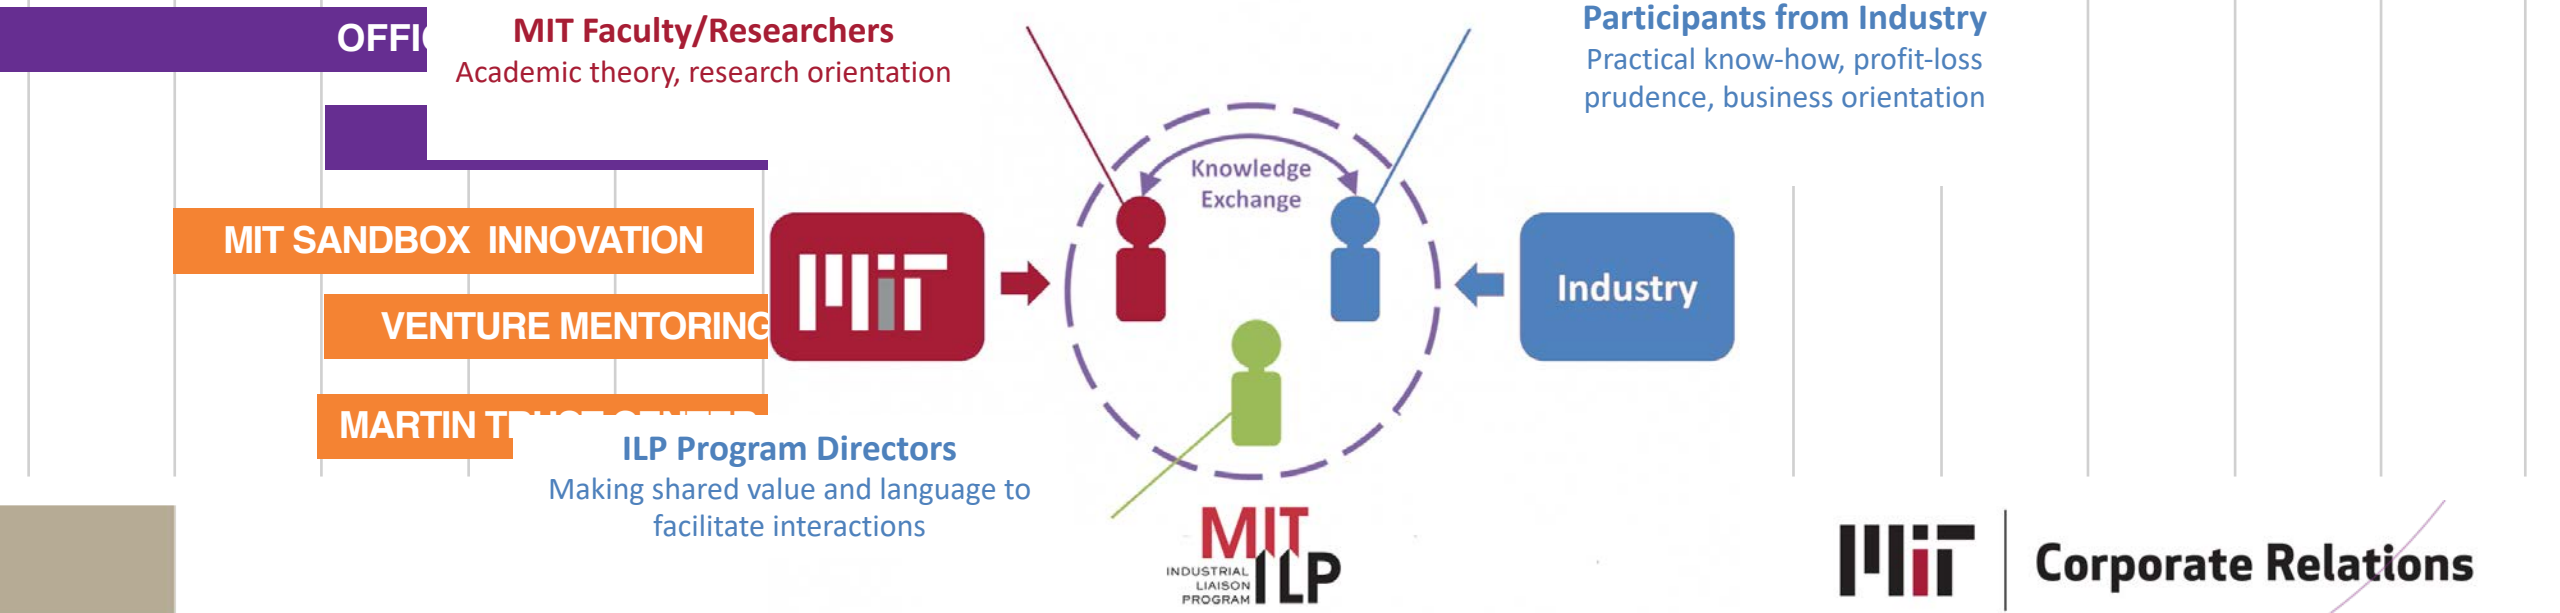 MIT Faculty/Researchers
Academic theory, research orientation
Participants from Industry
Practical know-how, profit-loss
prudence, business orientation
Knowledge
Exchange
MIT SANDBOX INNOVATION
VENTURE MENTORING
MIT
Industry
MARTIN
ILP Program Directors
Making shared value and language to
facilitate interactions
MIT
ILP
INDUSTRIAL
LIAISON
PROGRAM
MIT
Corporate Relations